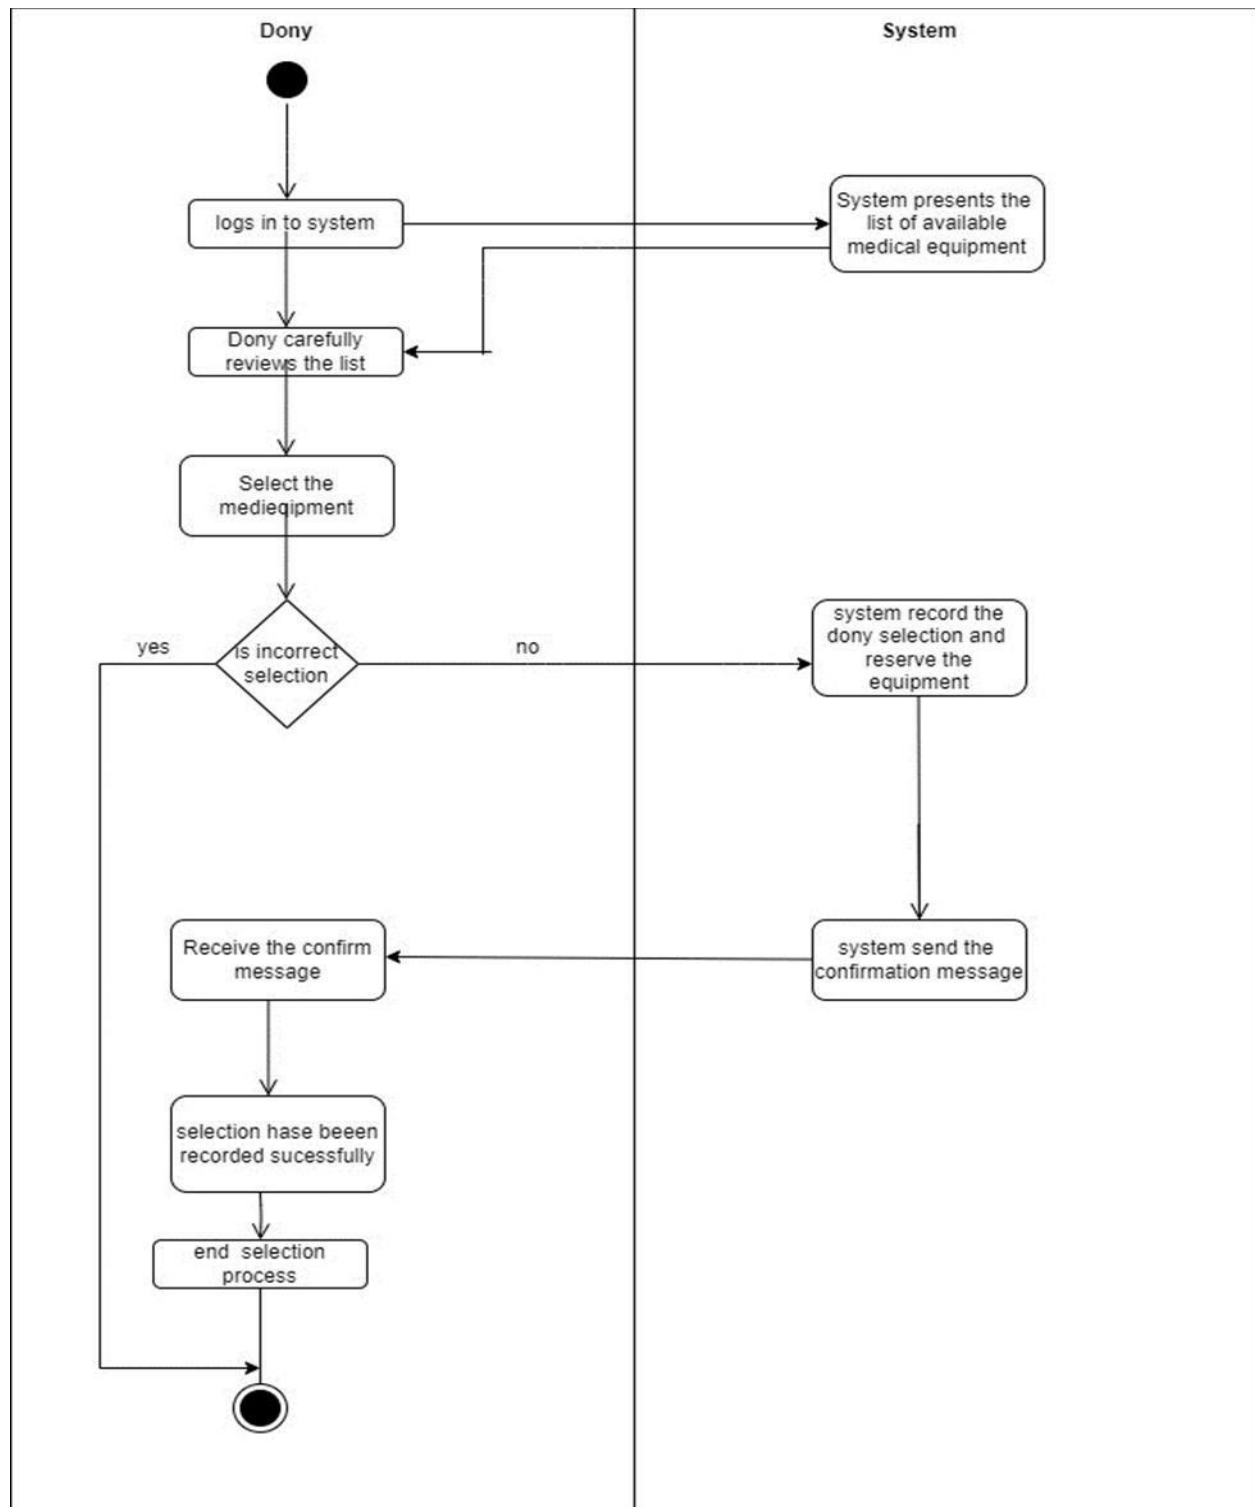 Dony
System
logs in to system
System presents the
list of available
medical equipment
Dony carefully
reviews the list
Select the
medieqipment
yes
Is incorrect
selection
no
system record the
dony selection and
reserve the
equipment
Receive the confirm
message
system send the
confirmation message
selection hase beeen
recorded sucessfully
end selection
process